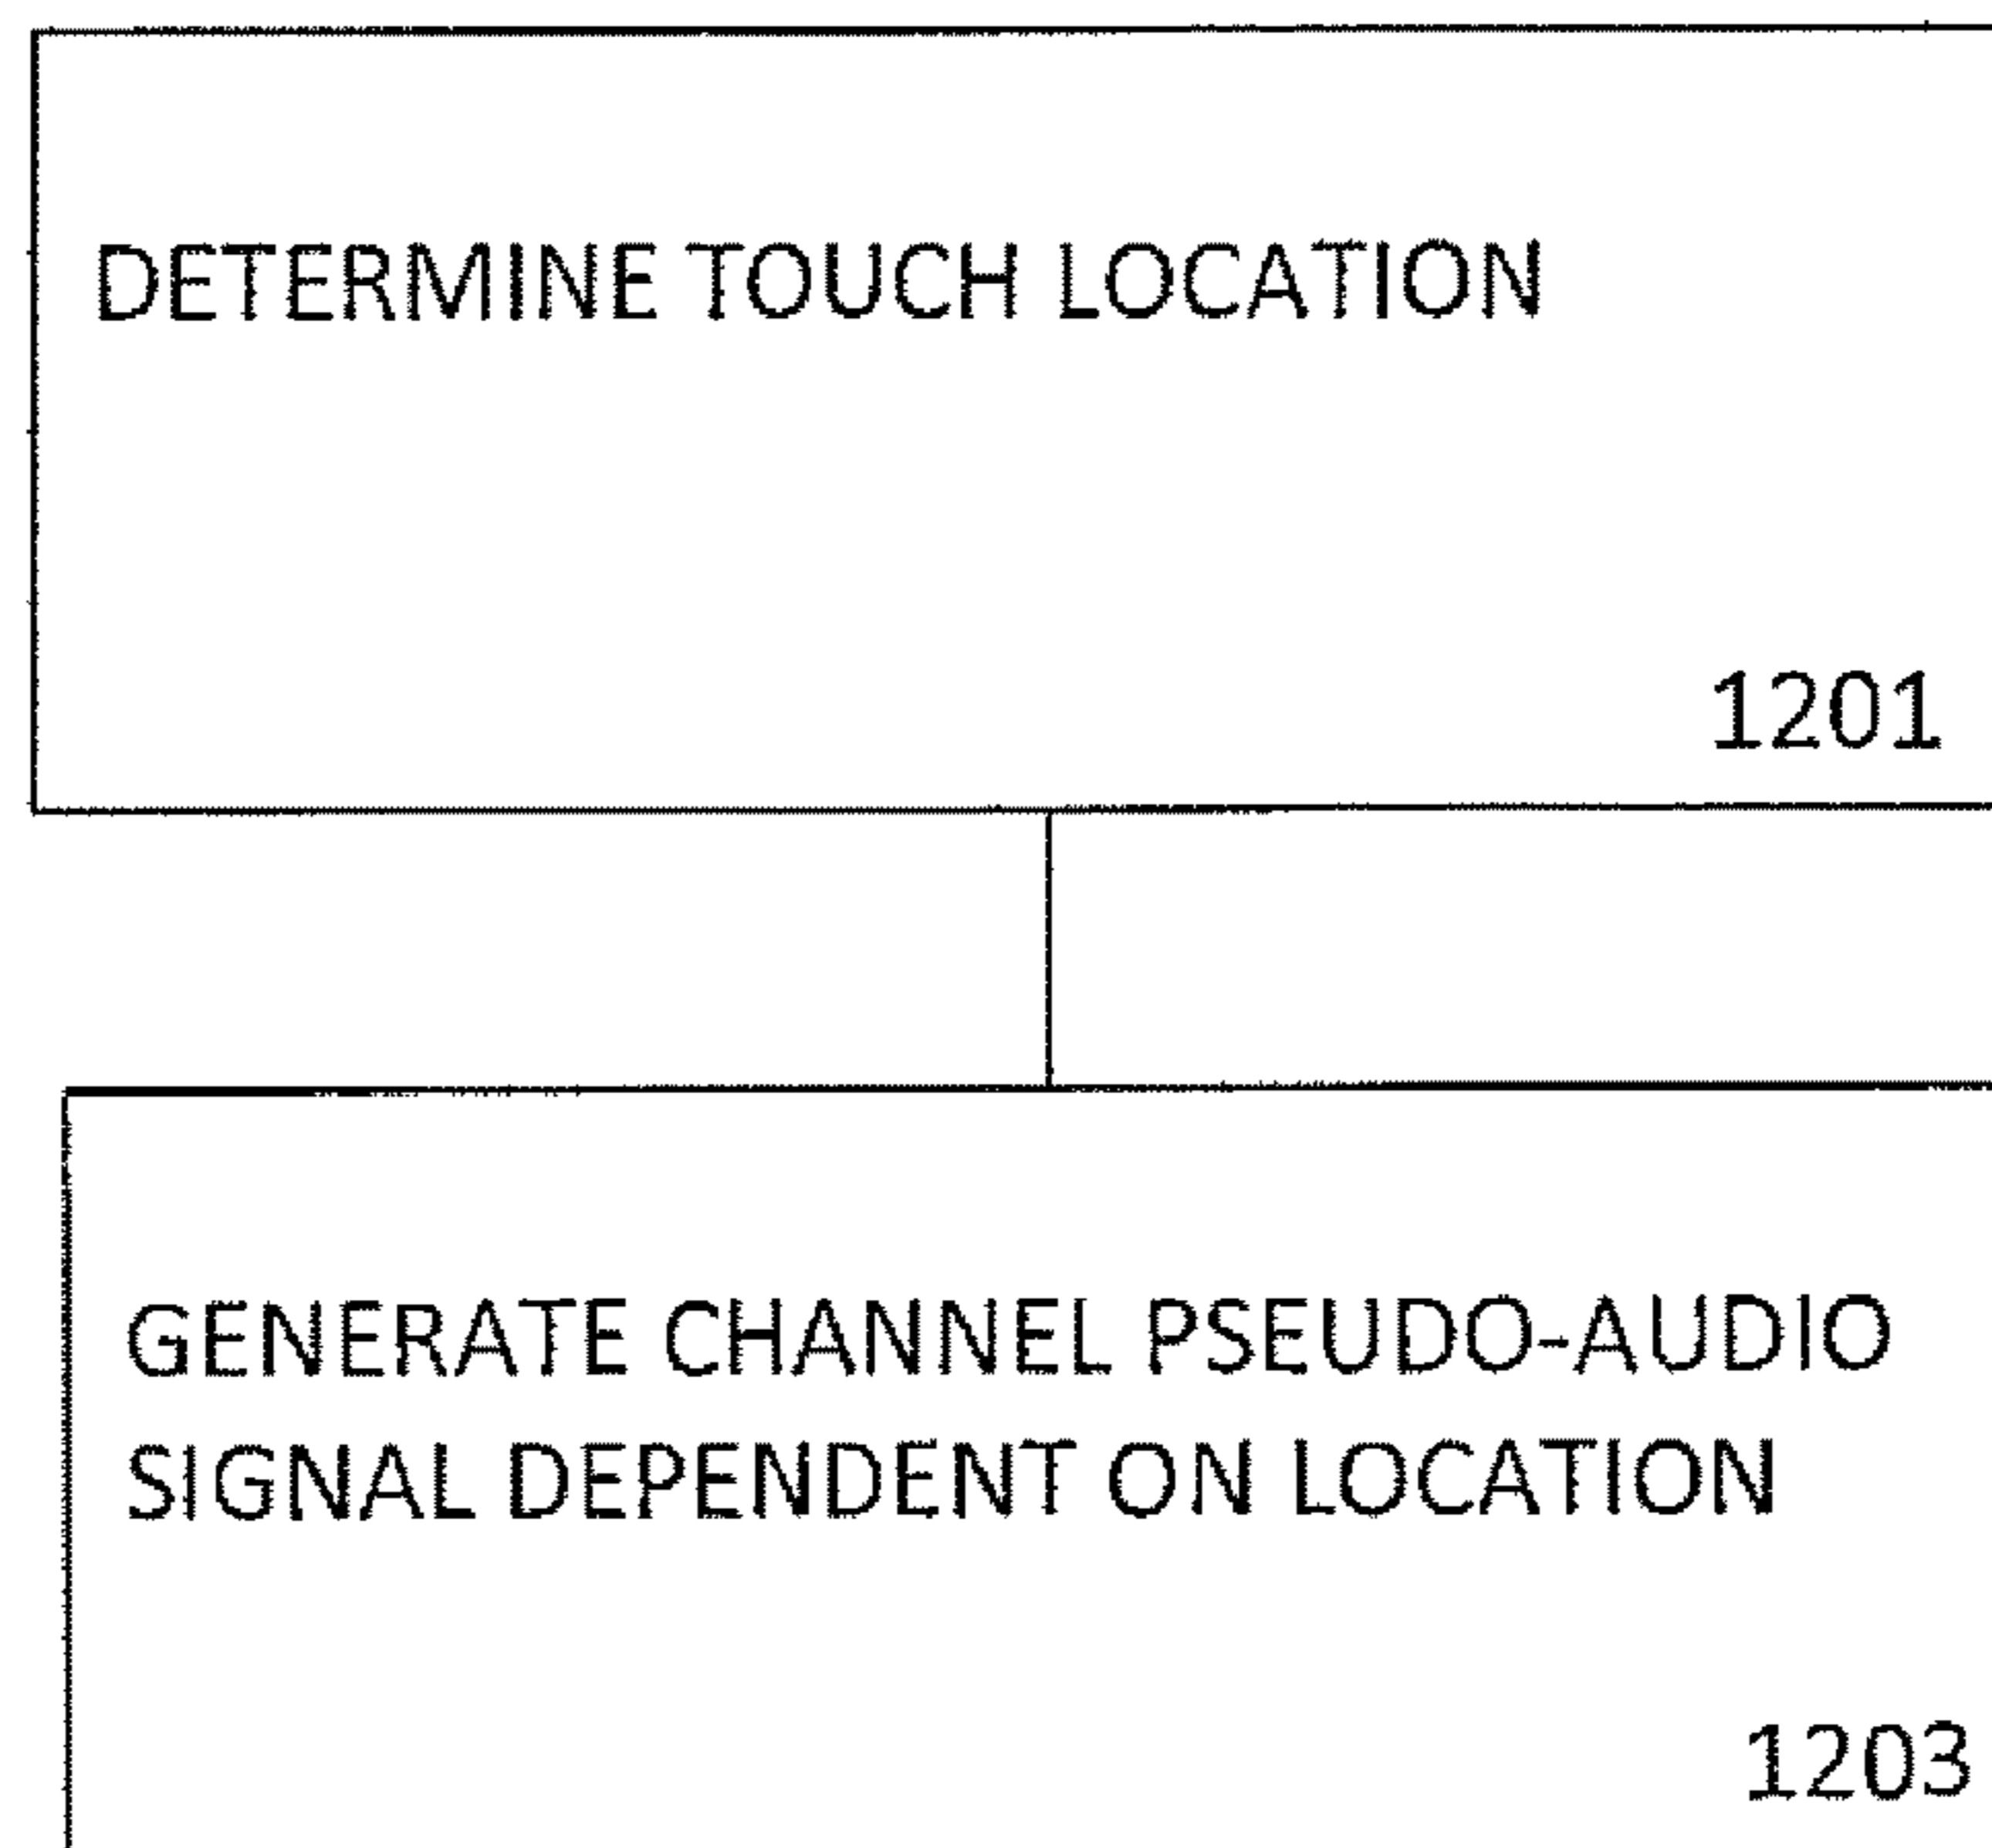 DETERMINE TOUCH LOCATION
1201
GENERATE CHANNEL PSEUDO-AUDIO
SIGNAL DEPENDENT ON LOCATION
1203